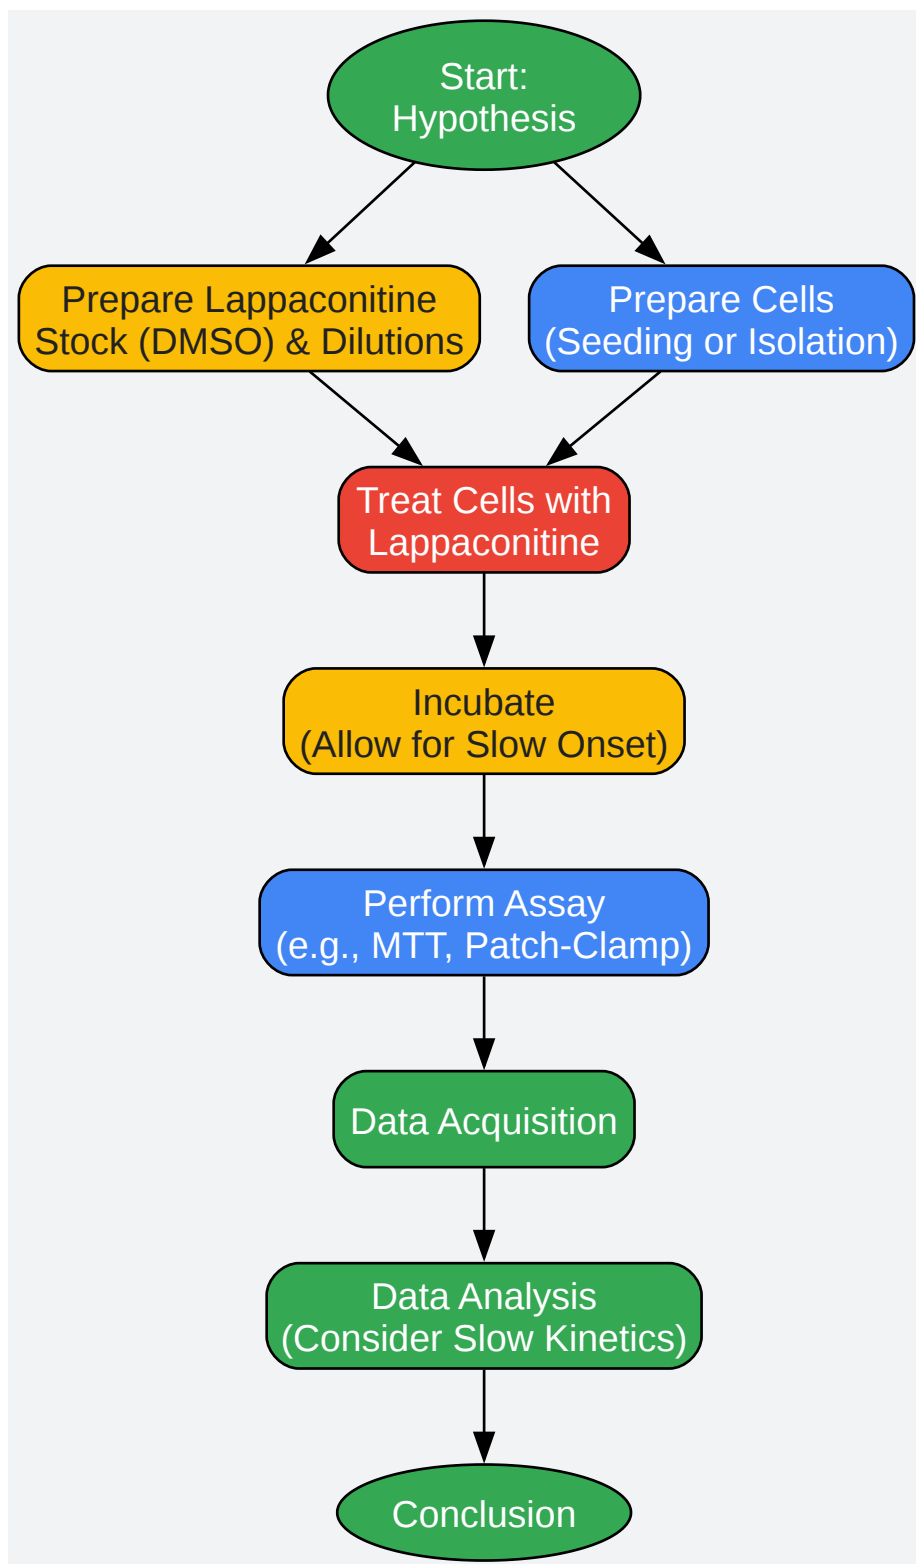 Start:
Hypothesis
Prepare Lappaconitine
Stock (DMSO) & Dilutions
Prepare Cells
(Seeding or Isolation)
Treat Cells with
Lappaconitine
Incubate
(Allow for Slow Onset)
Perform Assay
(e.g., MTT, Patch-Clamp)
Data Acquisition
Data Analysis
(Consider Slow Kinetics)
Conclusion